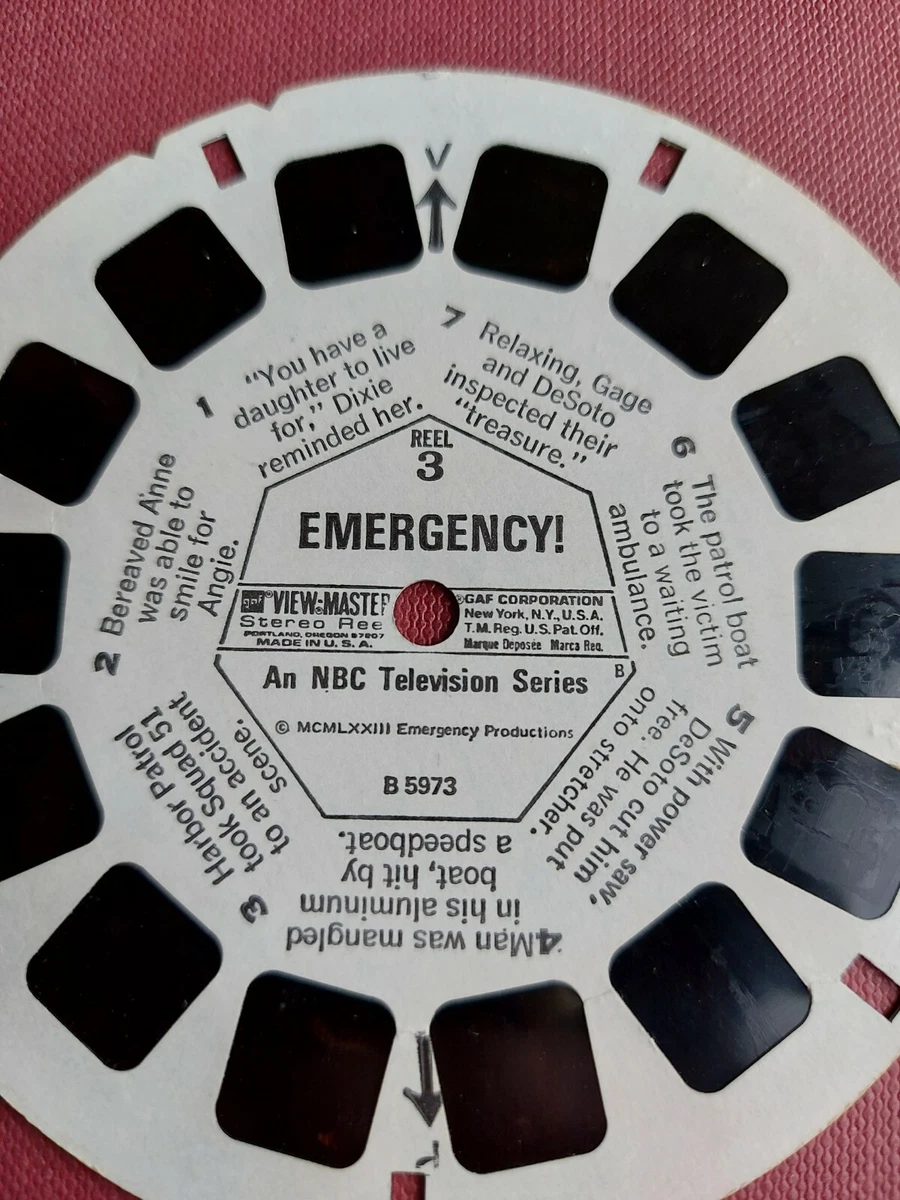 REEL
3
EMERGENCY!
gaf® VIEW-MASTER
Stereo Ree
PORTLAND, OREGON 97207
MADE IN U. S. A.
®GAF CORPORATION
New York, N.Y., U.S.A.
T.M. Reg. U.S. Pat. Off.
Marque Deposée Marca Reg.
An NBC Television Series
B
© MCMLXXIII Emergency Productions
B 5973
1 "You have a
daughter to live
for," Dixie
reminded her.
2 Bereaved Anne
was able to
smile for
Angie.
3 Harbor Patrol
took Squad 51
to an accident
scene.
4 Man was mangled
in his aluminum
boat, hit by
a speedboat.
5 With power saw,
DeSoto cut him
free. He was put
onto stretcher.
6 The patrol boat
took the victim
to a waiting
ambulance.
7 Relaxing, Gage
and DeSoto
inspected their
"treasure."